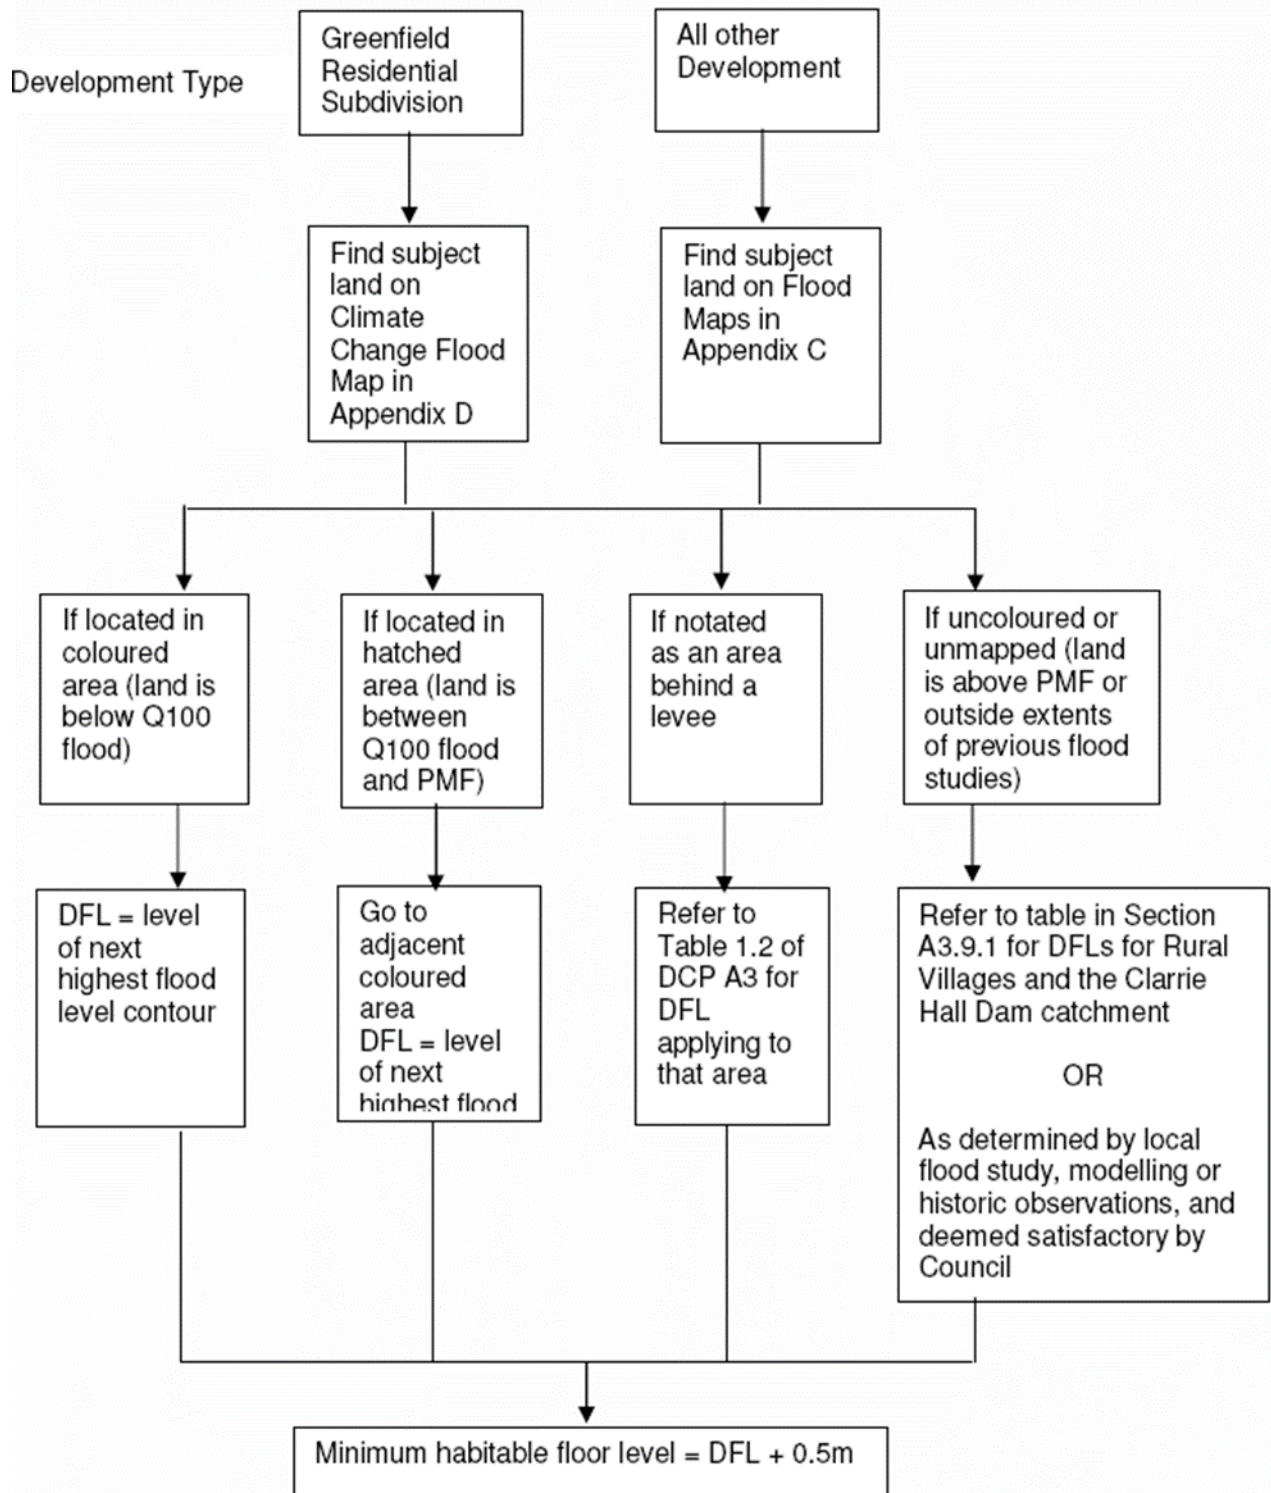 Development Type
Greenfield
Residential
Subdivision
All other
Development
Find subject
land on
Climate
Change Flood
Map in
Appendix D
Find subject
land on Flood
Maps in
Appendix C
If located in
coloured
area (land is
below Q100
flood)
If located in
hatched
area (land is
between
Q100 flood
and PMF)
If notated
as an area
behind a
levee
If uncoloured or
unmapped (land
is above PMF or
outside extents
of previous flood
studies)
DFL = level
of next
highest flood
level contour
Go to
adjacent
coloured
area
DFL = level
of next
highest flood
Refer to
Table 1.2 of
DCP A3 for
DFL
applying to
that area
Refer to table in Section
A3.9.1 for DFLs for Rural
Villages and the Clarrie
Hall Dam catchment
OR
As determined by local
flood study, modelling or
historic observations, and
deemed satisfactory by
Council
Minimum habitable floor level = DFL + 0.5m